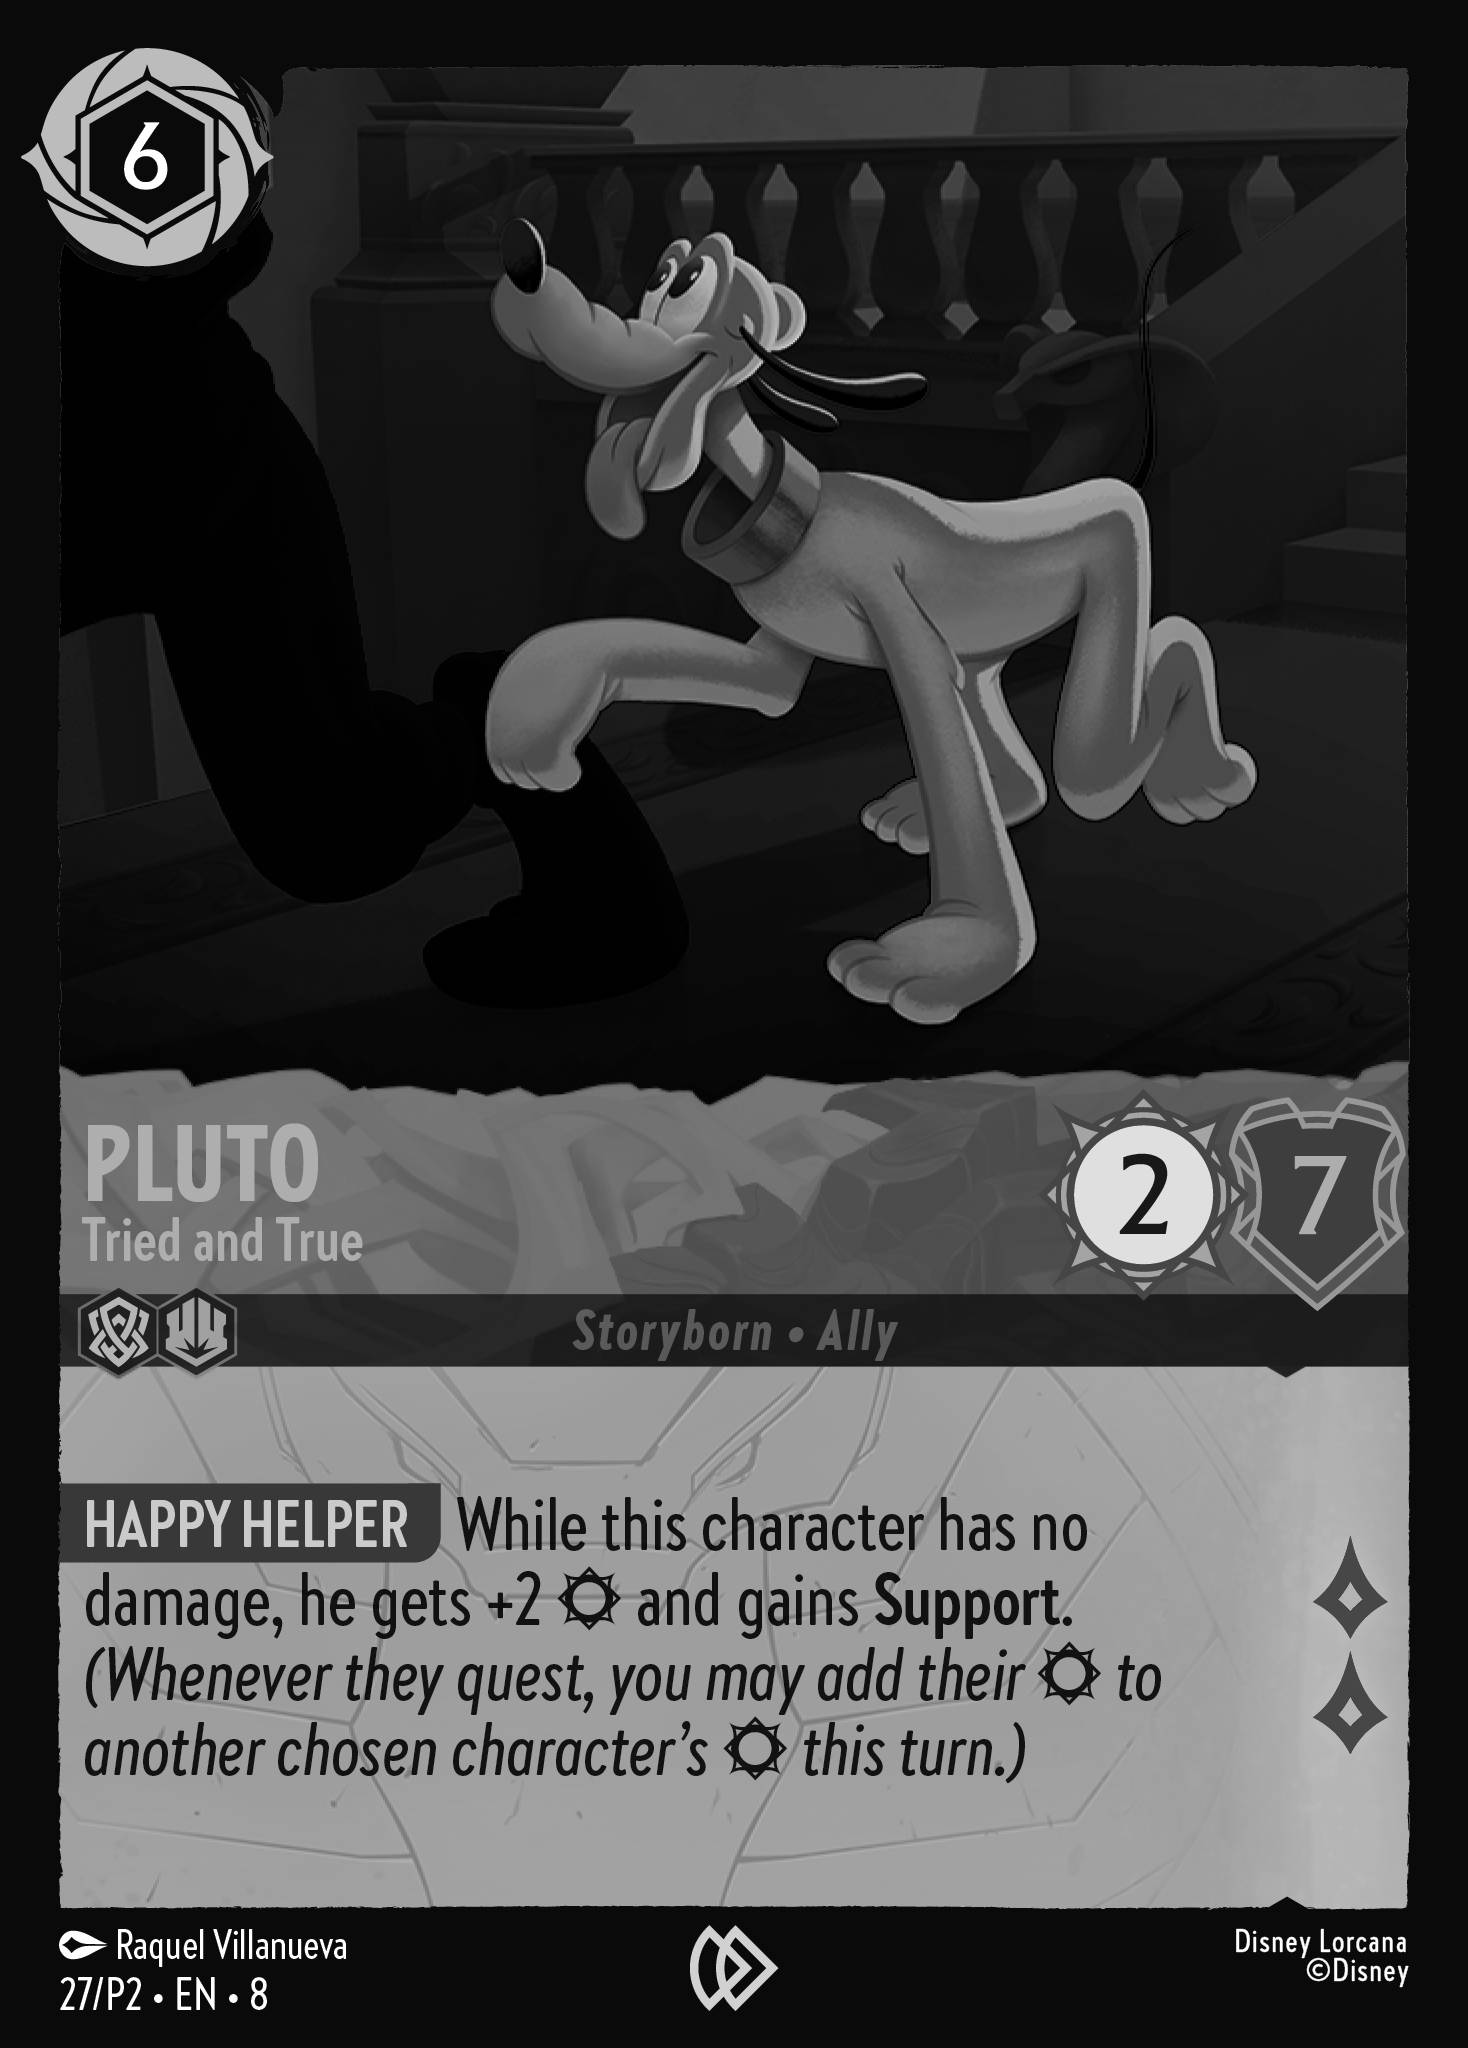 6
PLUTO
Tried and True
2 7
Storyborn • Ally
HAPPY HELPER While this character has no
damage, he gets +2 and gains Support.
(Whenever they quest, you may add their to
another chosen character's this turn.)
Raquel Villanueva
27/P2 • EN • 8
Disney Lorcana
©Disney